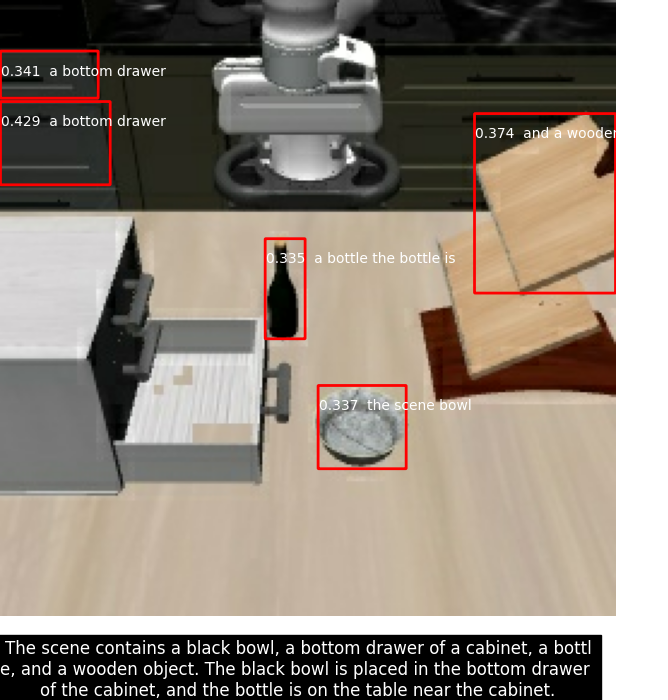 0.341 a bottom drawer
0.429 a bottom drawer
0.374 and a wooden
0.335 a bottle the bottle is
0.337 the scene bowl
The scene contains a black bowl, a bottom drawer of a cabinet, a bottl
e, and a wooden object. The black bowl is placed in the bottom drawer
of the cabinet, and the bottle is on the table near the cabinet.